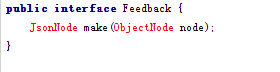 public interface Feedback {
    JsonNode make(ObjectNode node);
}